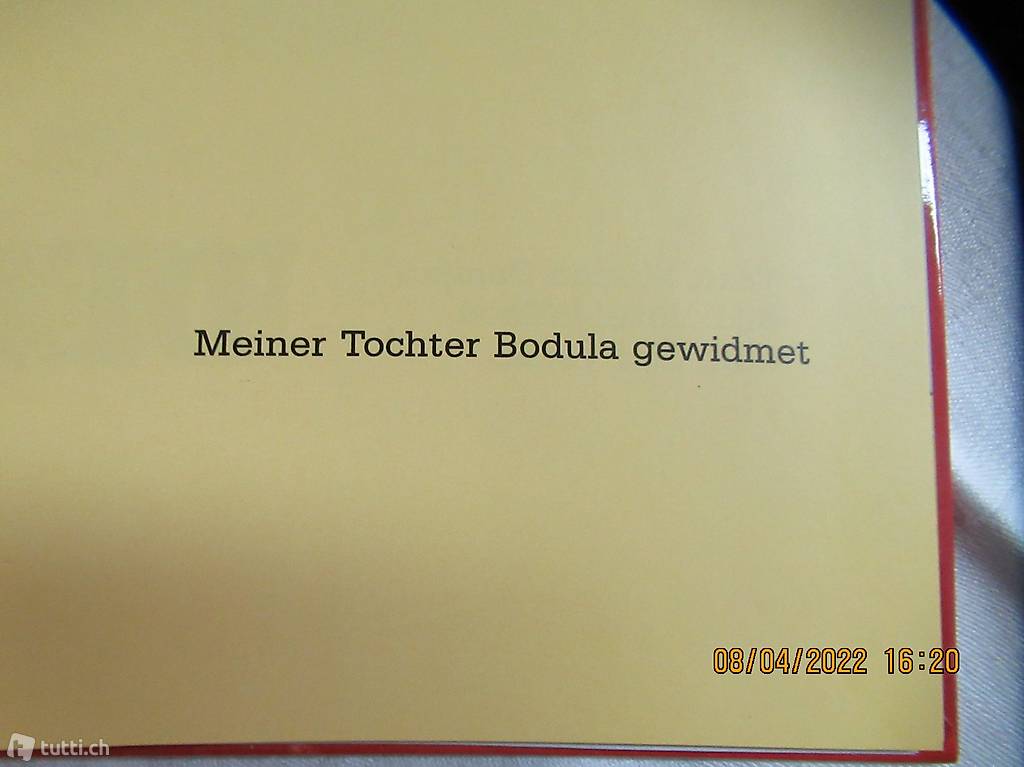 Meiner Tochter Bodula gewidmet
08/04/2022 16:20
tutti.ch